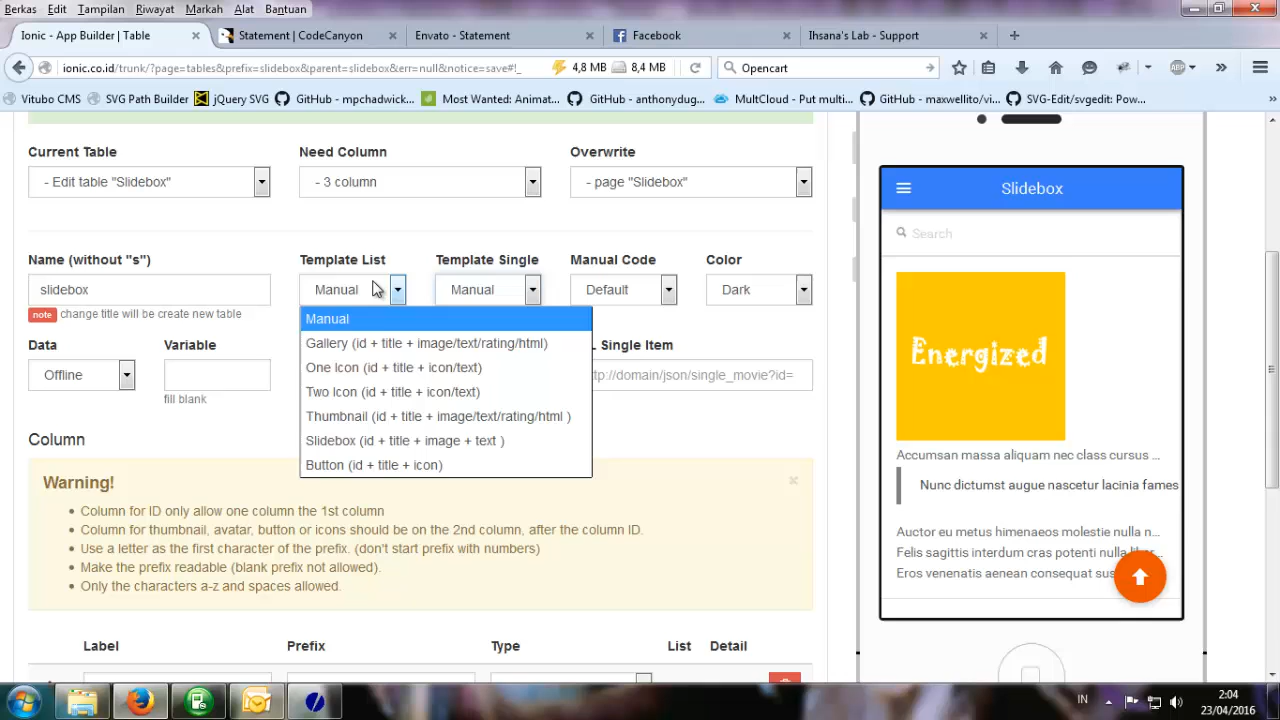 Berkas Edit Tampilan Riwayat Markah Alat Bantuan
Ionic - App Builder | Table
Statement | CodeCanyon
Envato - Statement
Facebook
Ihsana's Lab - Support
ionic.co.id/trunk/?page=tables&prefix=slidebox&parent=slidebox&err=null&notice=save#!_
4,8 MB
8,4 MB
Opencart
ABP
Vitubo CMS
SVG Path Builder
jQuery SVG
GitHub - mpchadwick...
Most Wanted: Animat...
GitHub - anthonydug...
MultCloud - Put multi...
GitHub - maxwellito/vi...
SVG-Edit/svgedit: Pow...
Current Table
Need Column
Overwrite
- Edit table "Slidebox"
- 3 column
- page "Slidebox"
Name (without "s")
Template List
Template Single
Manual Code
Color
slidebox
Manual
Manual
Default
Dark
note change title will be create new table
Manual
Gallery (id + title + image/text/rating/html)
One Icon (id + title + icon/text)
Two Icon (id + title + icon/text)
Thumbnail (id + title + image/text/rating/html )
Slidebox (id + title + image + text )
Button (id + title + icon)
Data
Variable
L Single Item
Offline
ttp://domain/json/single_movie?id=
fill blank
Column
Warning!
Column for ID only allow one column the 1st column
Column for thumbnail, avatar, button or icons should be on the 2nd column, after the column ID.
Use a letter as the first character of the prefix. (don't start prefix with numbers)
Make the prefix readable (blank prefix not allowed).
Only the characters a-z and spaces allowed.
Label
Prefix
Type
List
Detail
Slidebox
Search
Energized
Accumsan massa aliquam nec class cursus ...
Nunc dictumst augue nascetur lacinia fames
Auctor eu metus himenaeos molestie nulla n...
Felis sagittis interdum cras potenti nulla liber...
Eros venenatis aenean consequat sus
IN
2:04
23/04/2016